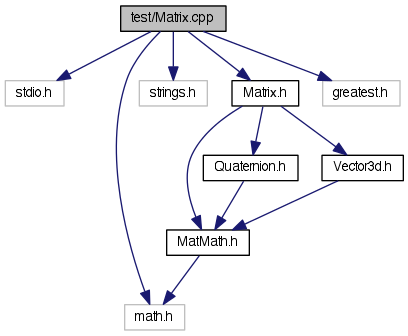 test/Matrix.cpp
stdio.h
strings.h
Matrix.h
greatest.h
Quaternion.h
Vector3d.h
MatMath.h
math.h